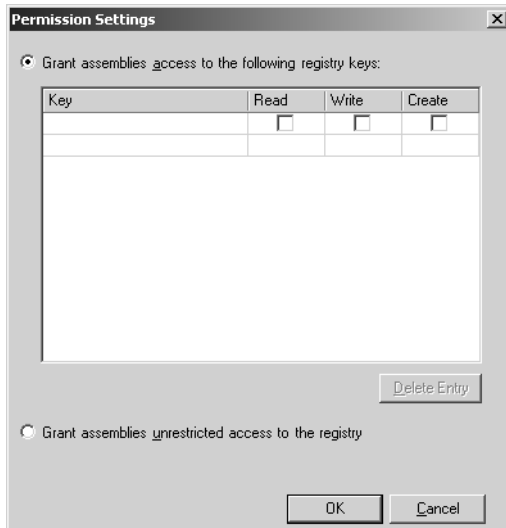 Permission Settings
Grant assemblies access to the following registry keys:
Key Read Write Create
Delete Entry
Grant assemblies unrestricted access to the registry
OK Cancel